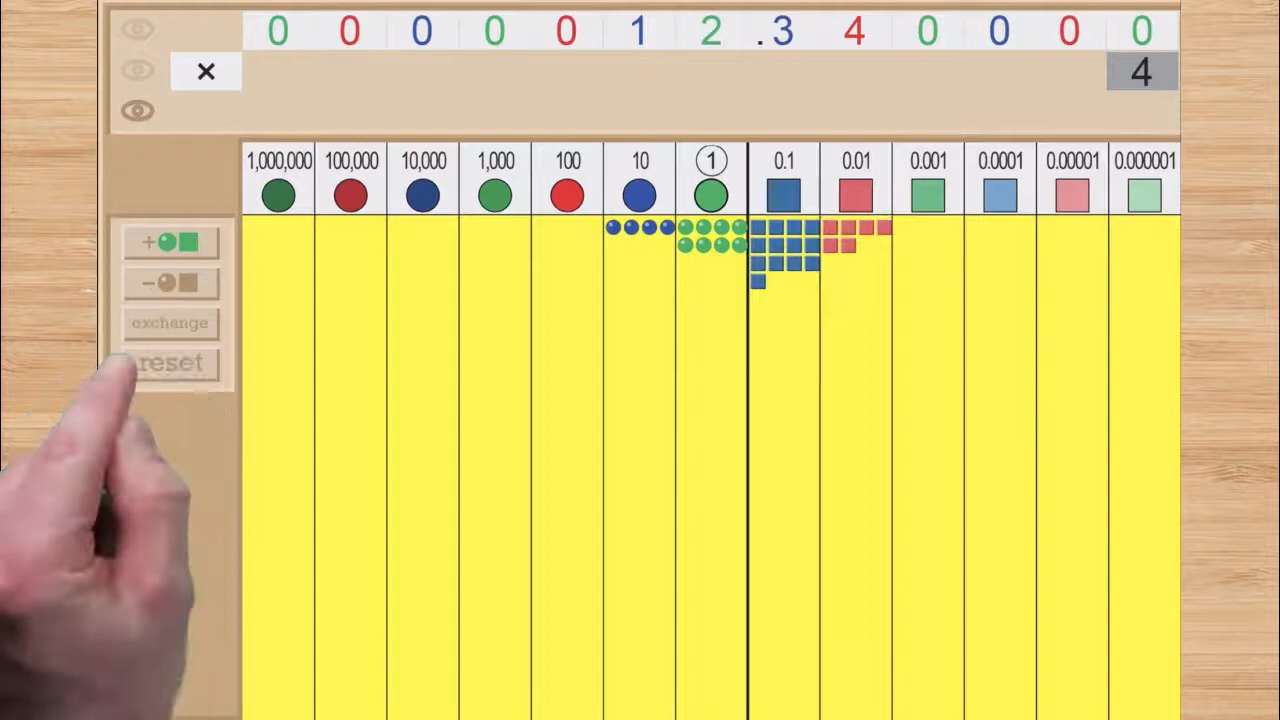 0 0 0 0 0 1 2 .3 4 0 0 0 0
× 4
1,000,000 100,000 10,000 1,000 100 10 1 0.1 0.01 0.001 0.0001 0.00001 0.000001
+
−
exchange
reset